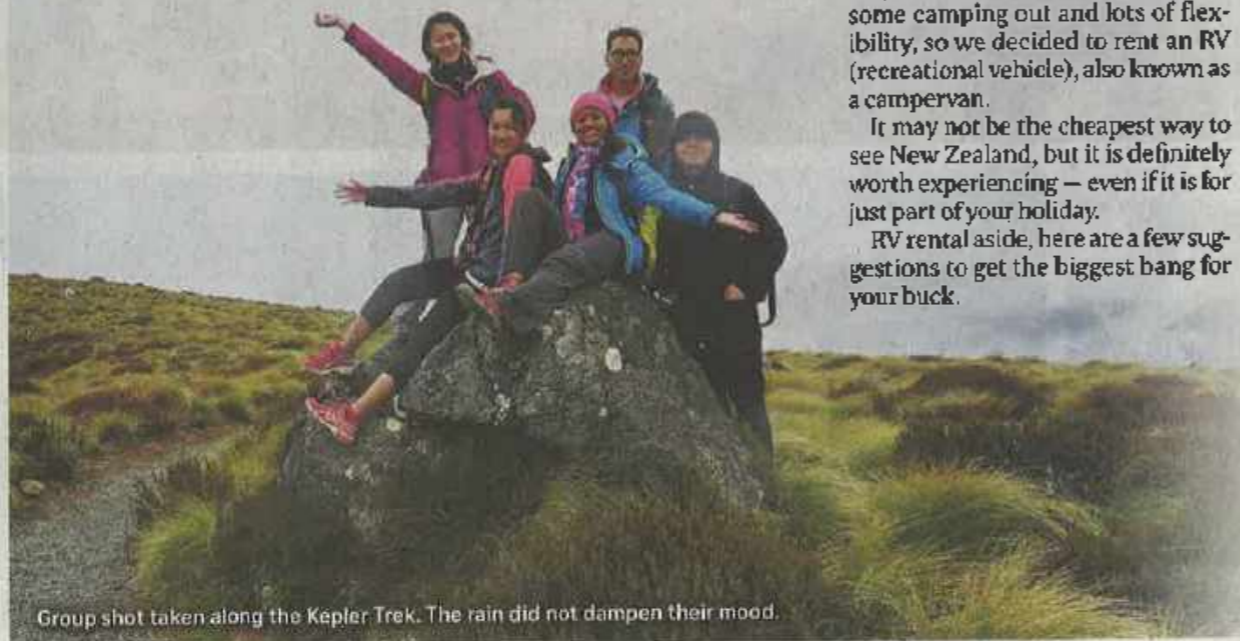 some camping out and lots of flex-
ibility, so we decided to rent an RV
(recreational vehicle), also known as
a campervan.
It may not be the cheapest way to
see New Zealand, but it is definitely
worth experiencing — even if it is for
just part of your holiday.
RV rental aside, here are a few sug-
gestions to get the biggest bang for
your buck.
Group shot taken along the Kepler Trek. The rain did not dampen their mood.